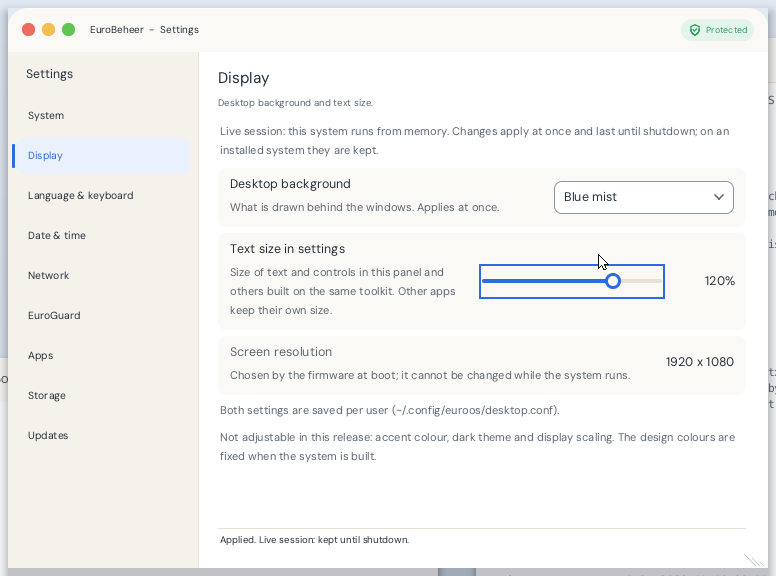 EuroBeheer - Settings
Protected
Settings
System
Display
Language & keyboard
Date & time
Network
EuroGuard
Apps
Storage
Updates
Display
Desktop background and text size.
Live session: this system runs from memory. Changes apply at once and last until shutdown; on an
installed system they are kept.
Desktop background
What is drawn behind the windows. Applies at once.
Blue mist
Text size in settings
Size of text and controls in this panel and
others built on the same toolkit. Other apps
keep their own size.
120%
Screen resolution
Chosen by the firmware at boot; it cannot be changed while the system runs.
1920 x 1080
Both settings are saved per user (~/.config/euroos/desktop.conf).
Not adjustable in this release: accent colour, dark theme and display scaling. The design colours are
fixed when the system is built.
Applied. Live session: kept until shutdown.